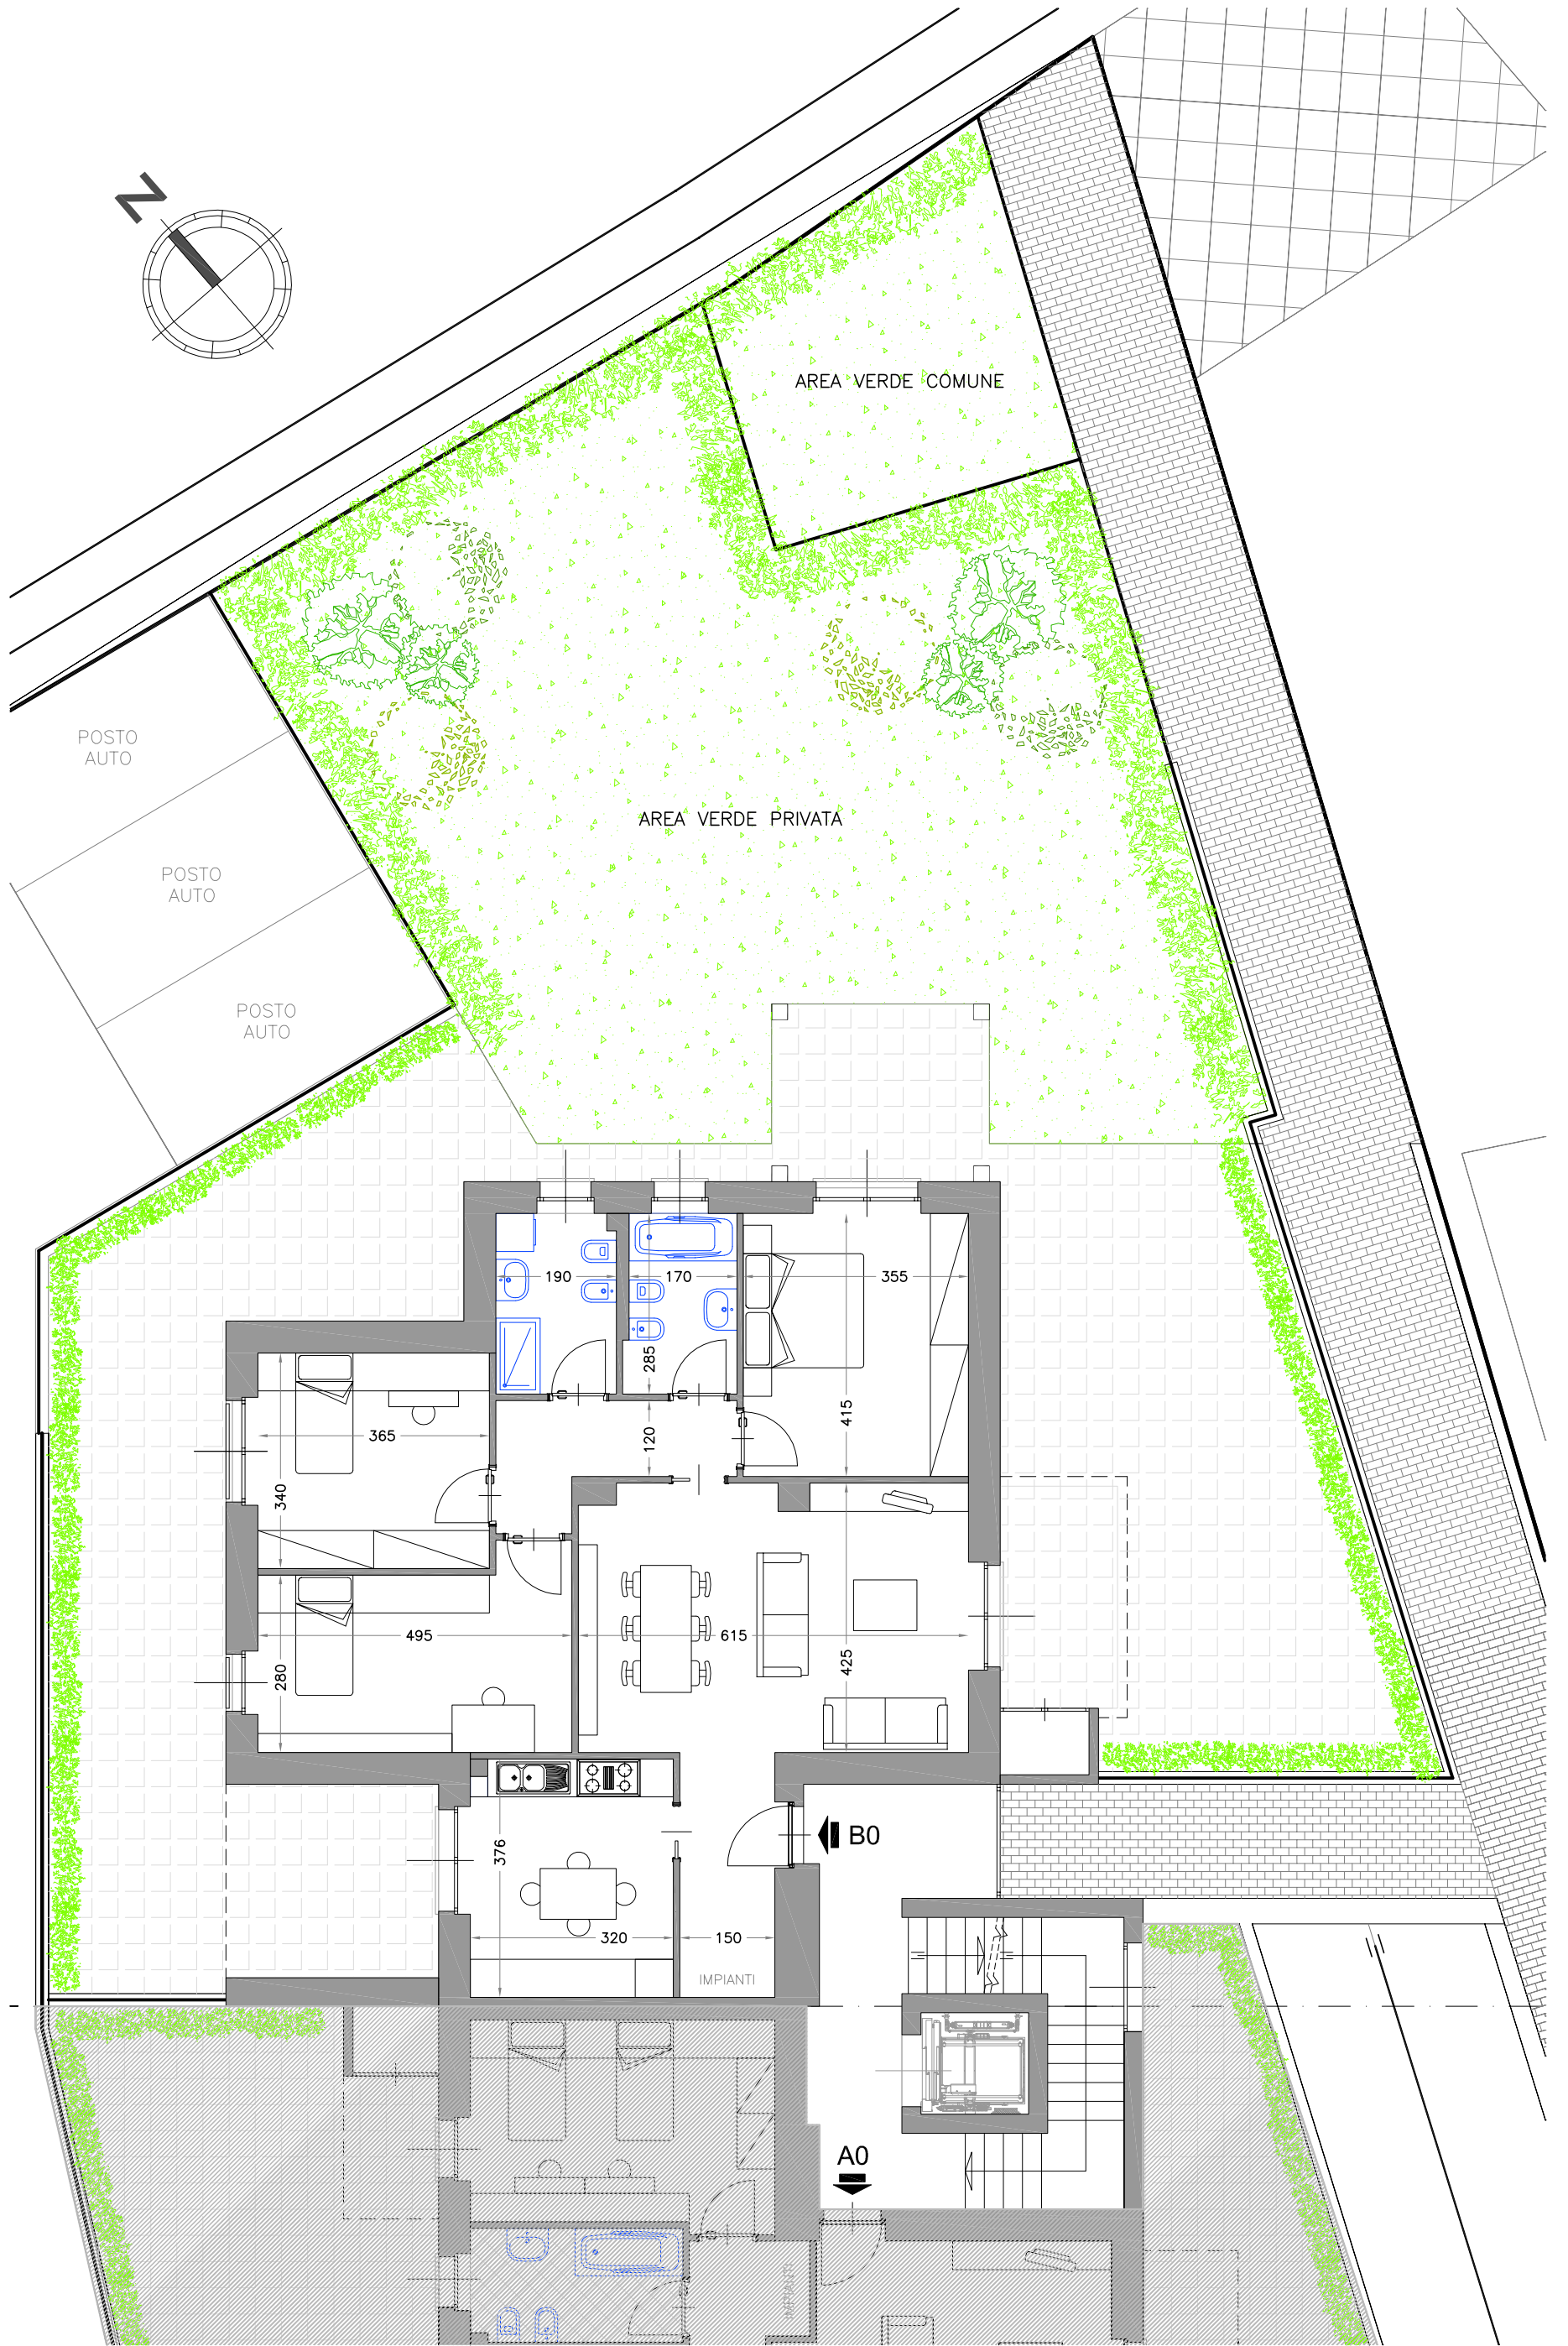 N
AREA VERDE COMUNE
POSTO
AUTO
AREA VERDE PRIVATA
POSTO
AUTO
POSTO
AUTO
190
170
355
285
415
120
365
340
495
280
615
425
376
B0
320
150
IMPIANTI
A0
IMPIANTI